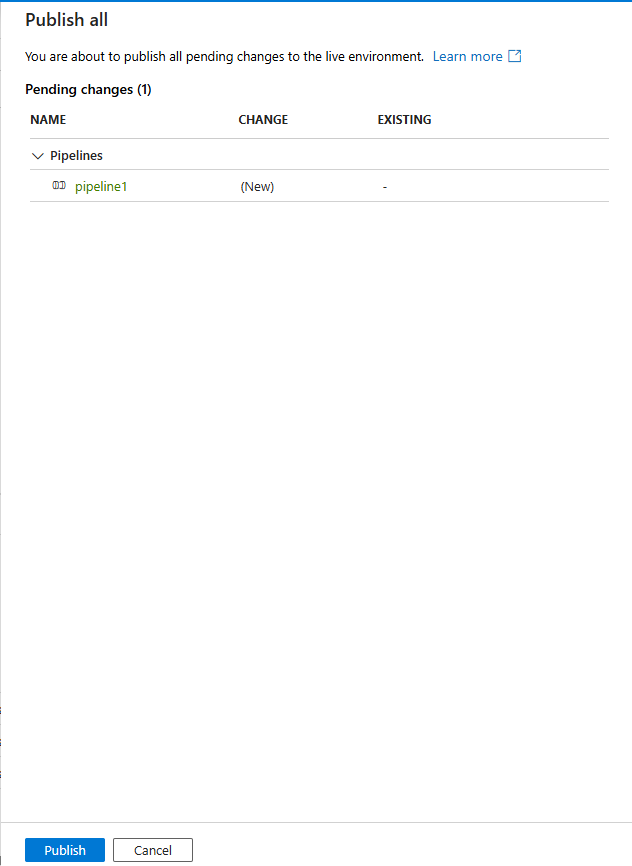 Publish all
You are about to publish all pending changes to the live environment. Learn more
Pending changes (1)
NAME CHANGE EXISTING
Pipelines
pipeline1 (New) -
Publish Cancel